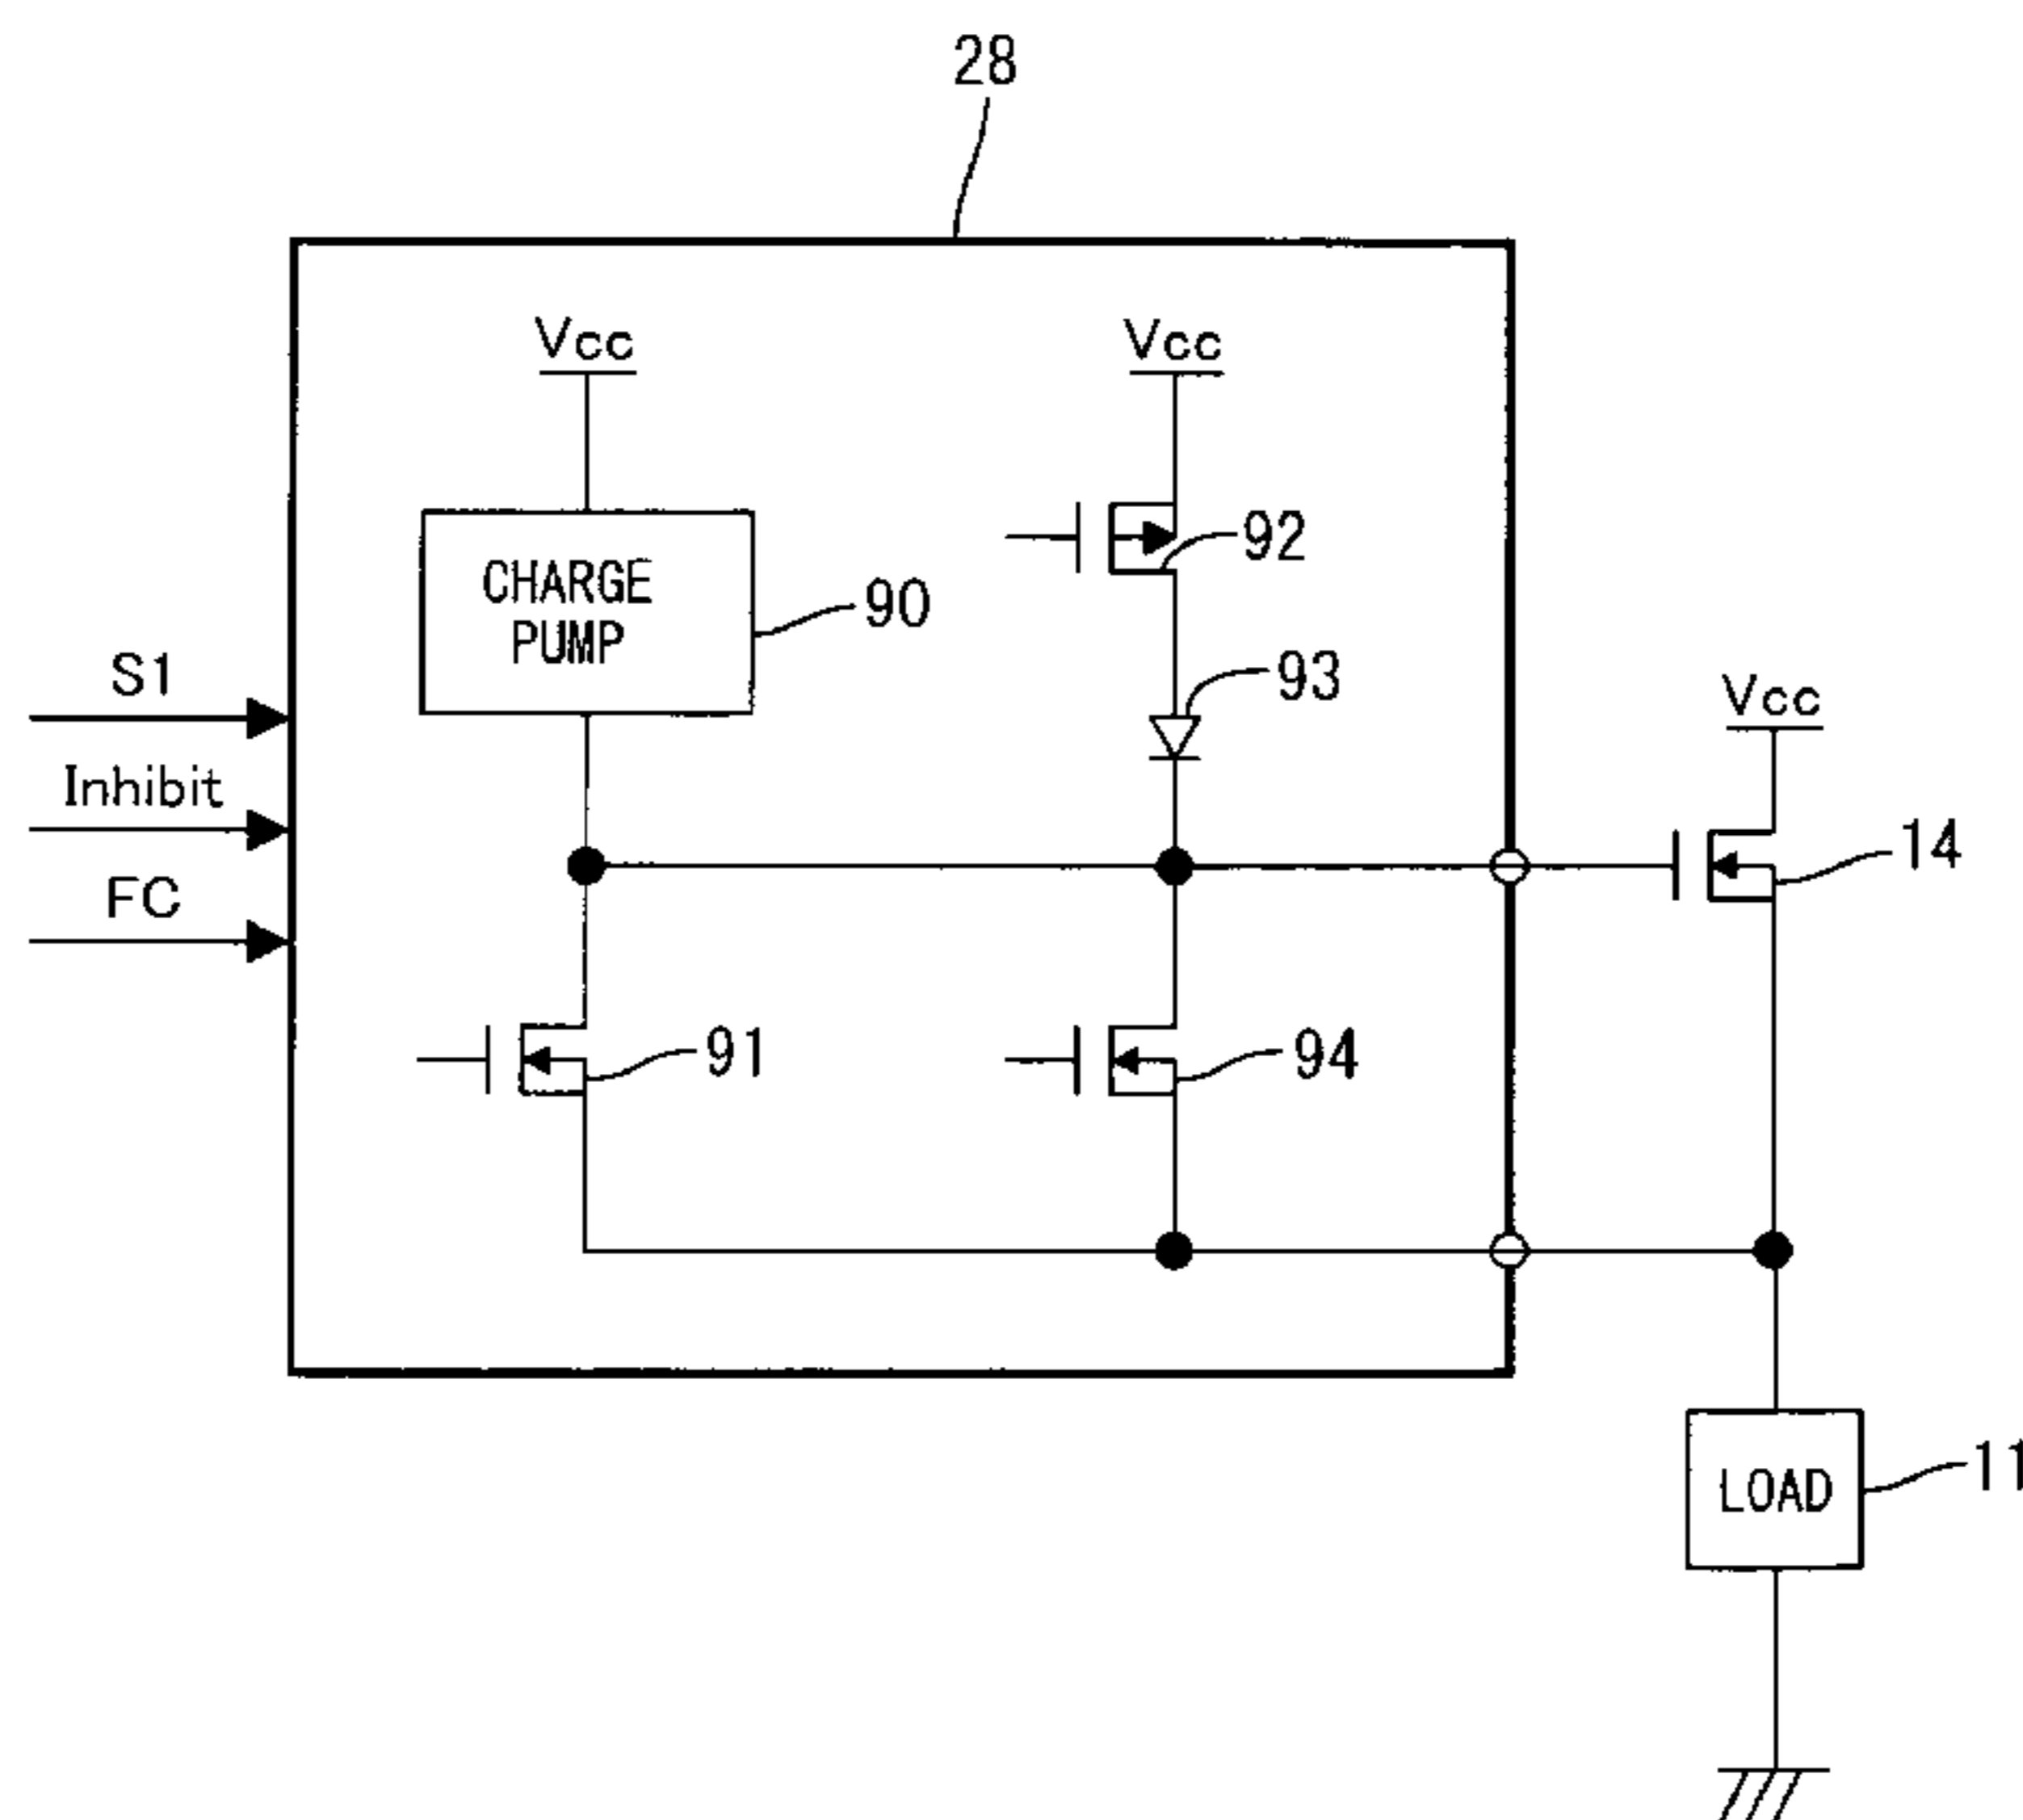 28
Vcc
Vcc
92
CHARGE
PUMP
90
S1
93
Vcc
Inhibit
14
FC
91
94
LOAD
11